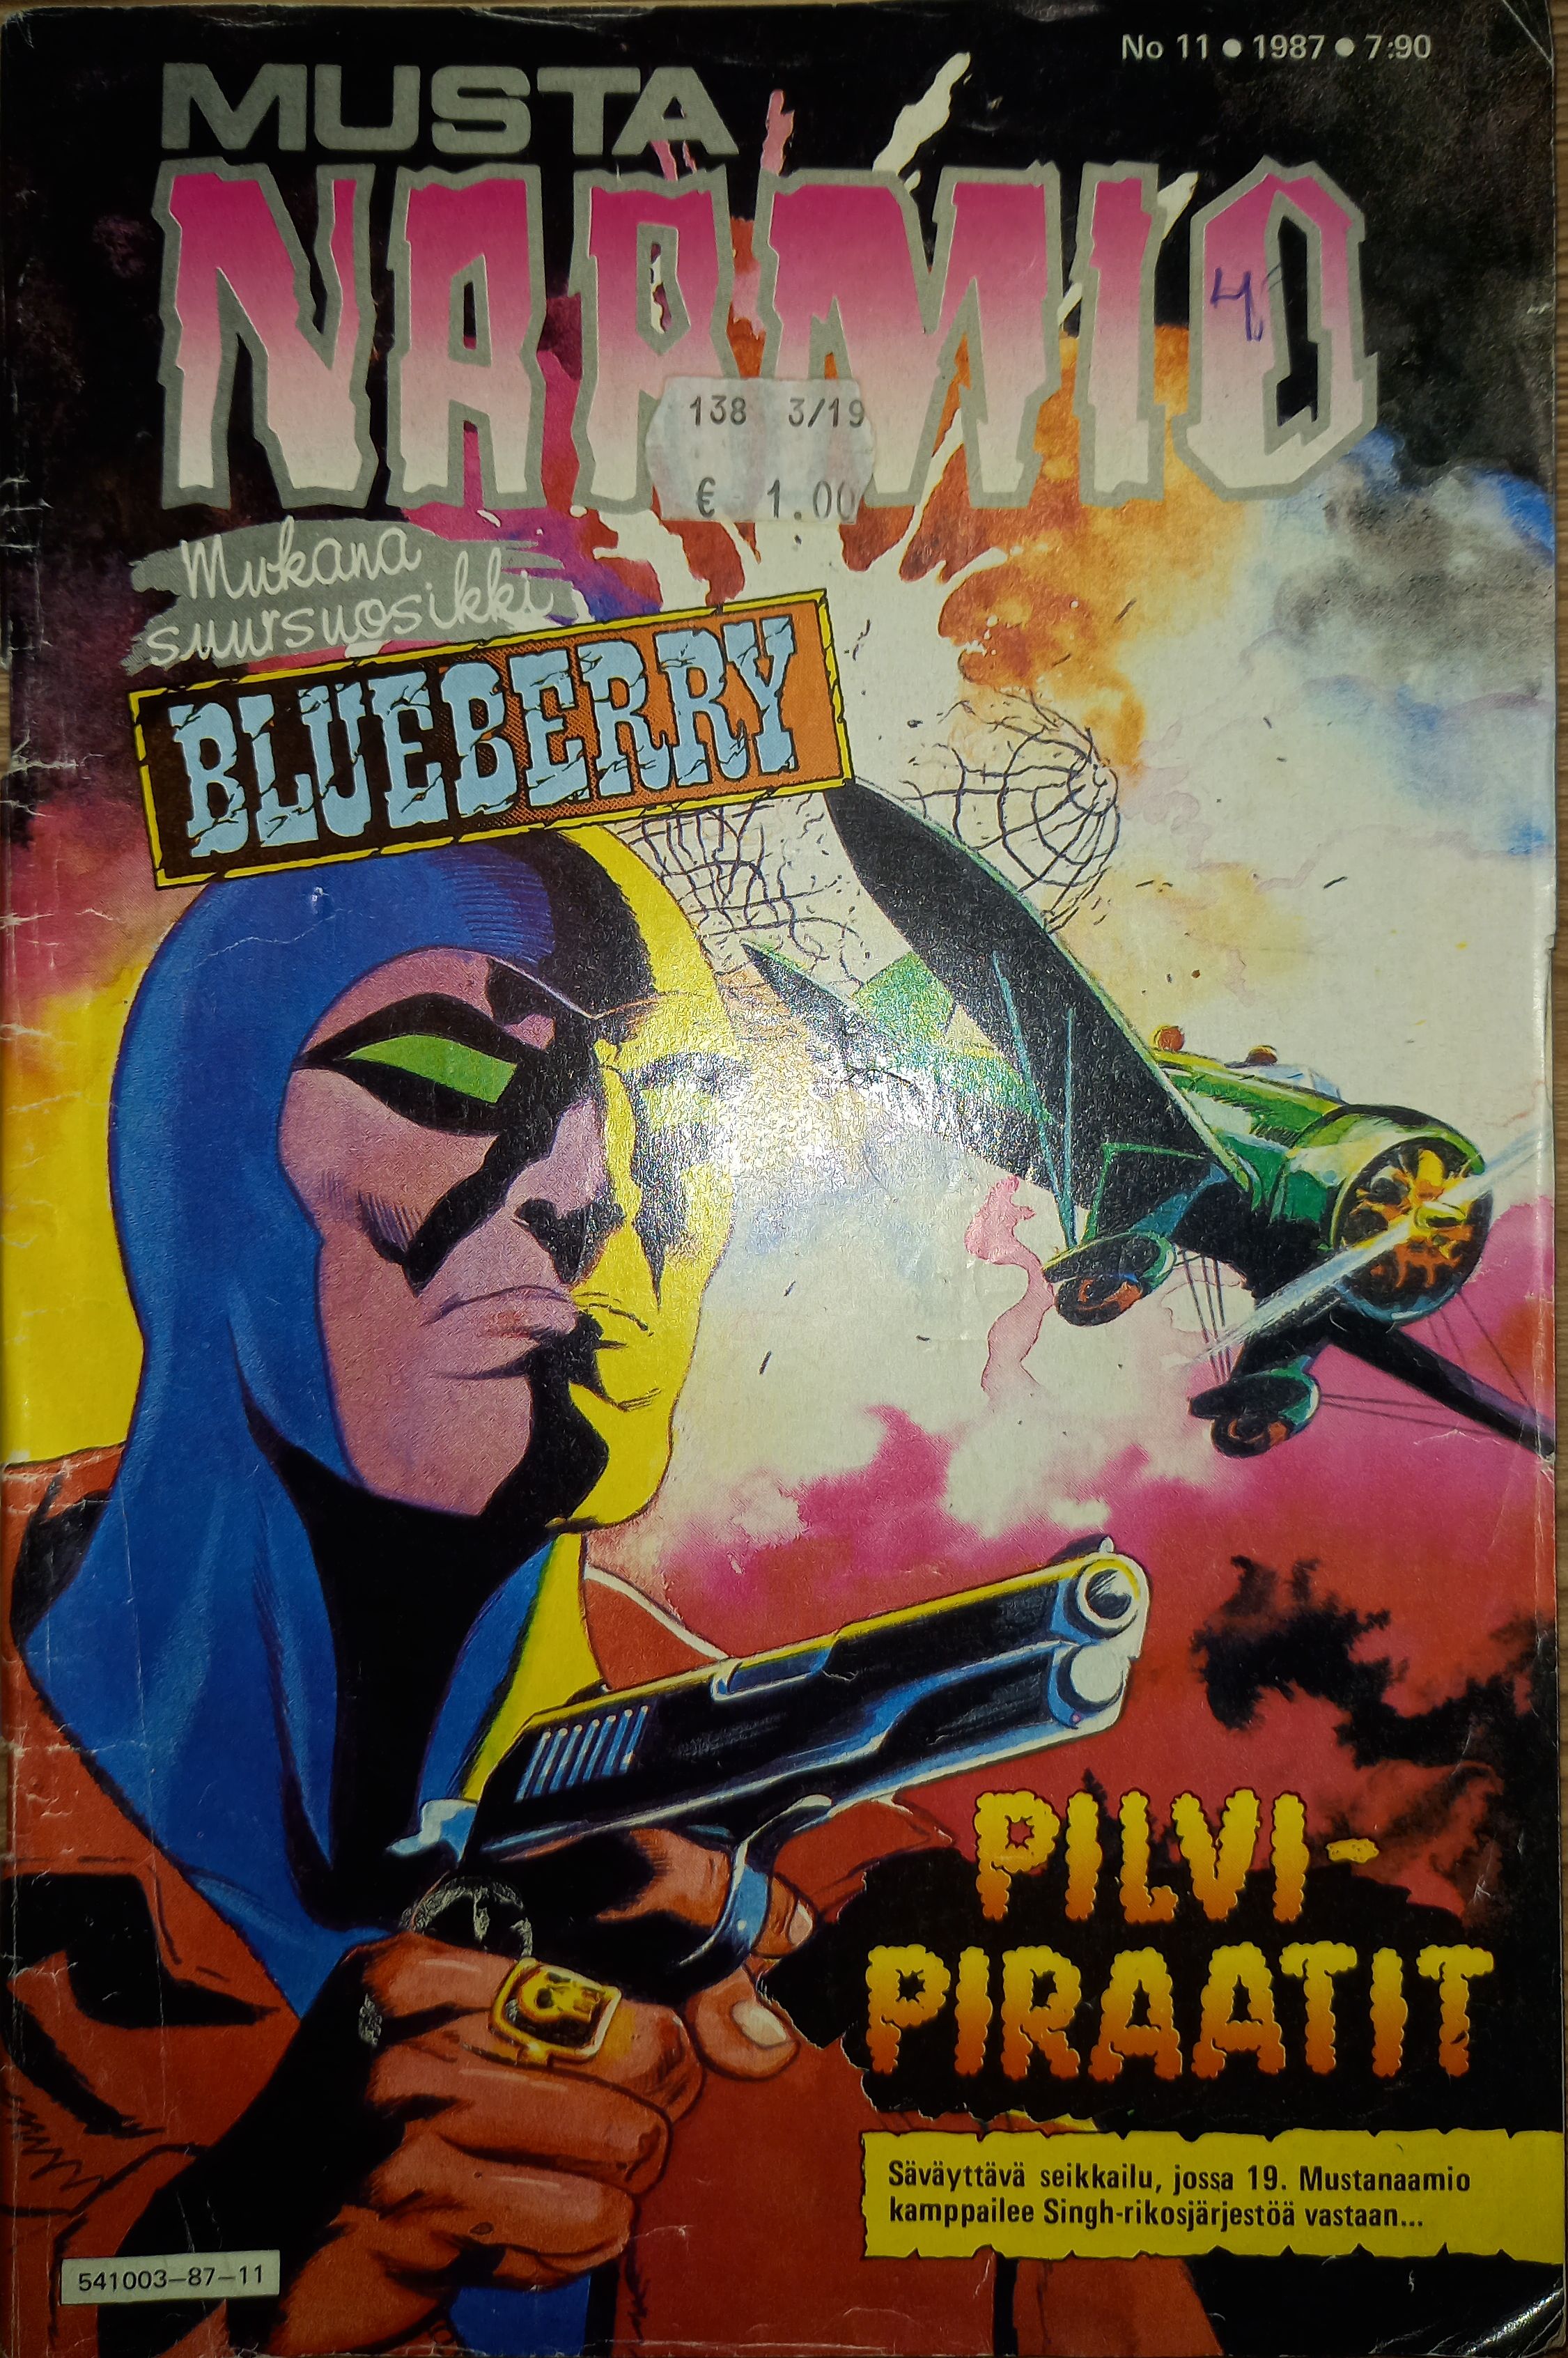 No 11 • 1987 • 7:90
MUSTA
NAAMIO
4
138 3/19
€ 1.00
Mukana
suursuosikki
BLUEBERRY
PILVI-
PIRAATIT
Säväyttävä seikkailu, jossa 19. Mustanaamio
kamppailee Singh-rikosjärjestöä vastaan...
541003-87-11